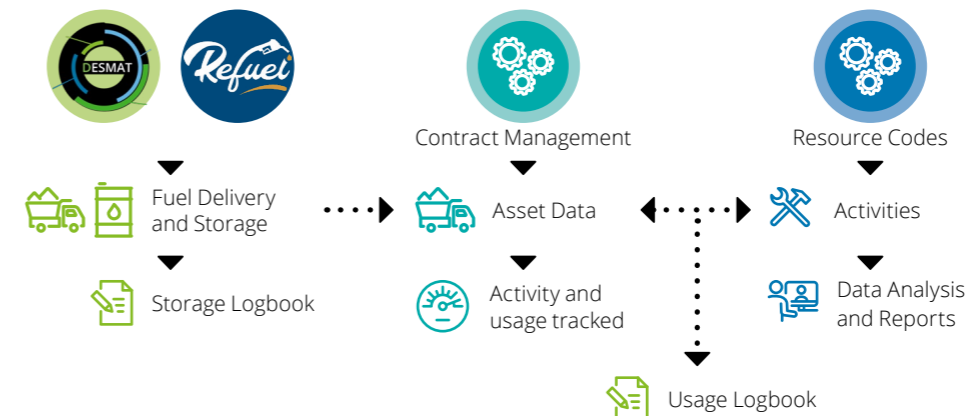 DESMAT
Refuel
Contract Management
Resource Codes
Fuel Delivery
and Storage
Asset Data
Activities
Storage Logbook
Activity and
usage tracked
Data Analysis
and Reports
Usage Logbook